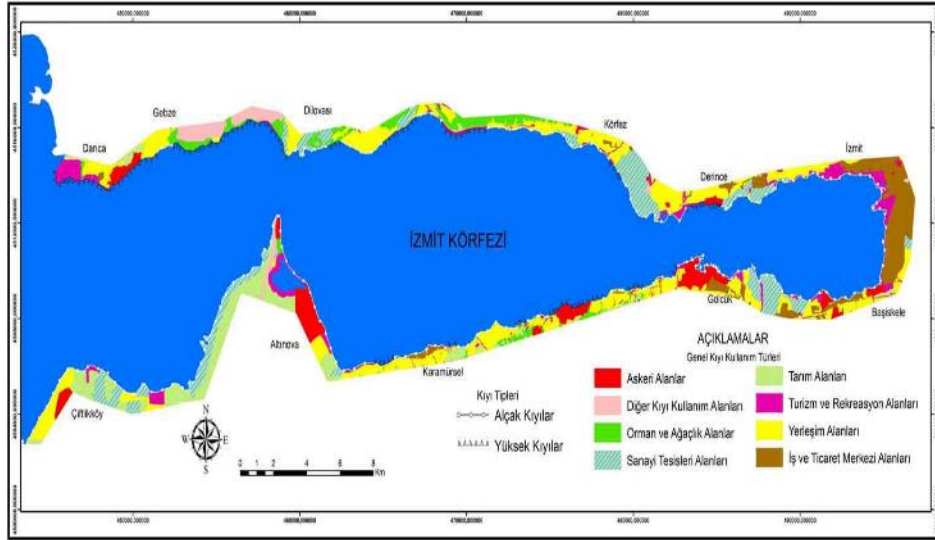 Gebze
Dilovası
Darıca
Körfez
İzmit
Derince
İZMİT KÖRFEZİ
Gölcük
Başiskele
Altınova
Karamürsel
Çiftlikköy
N
W
E
S
0 1 2 4 6 8
Km
Kıyı Tipleri
Alçak Kıyılar
Yüksek Kıyılar
AÇIKLAMALAR
Genel Kıyı Kullanım Türleri
Askeri Alanlar
Diğer Kıyı Kullanım Alanları
Orman ve Ağaçlık Alanlar
Sanayi Tesisleri Alanları
Tarım Alanları
Turizm ve Rekreasyon Alanları
Yerleşim Alanları
İş ve Ticaret Merkezi Alanları